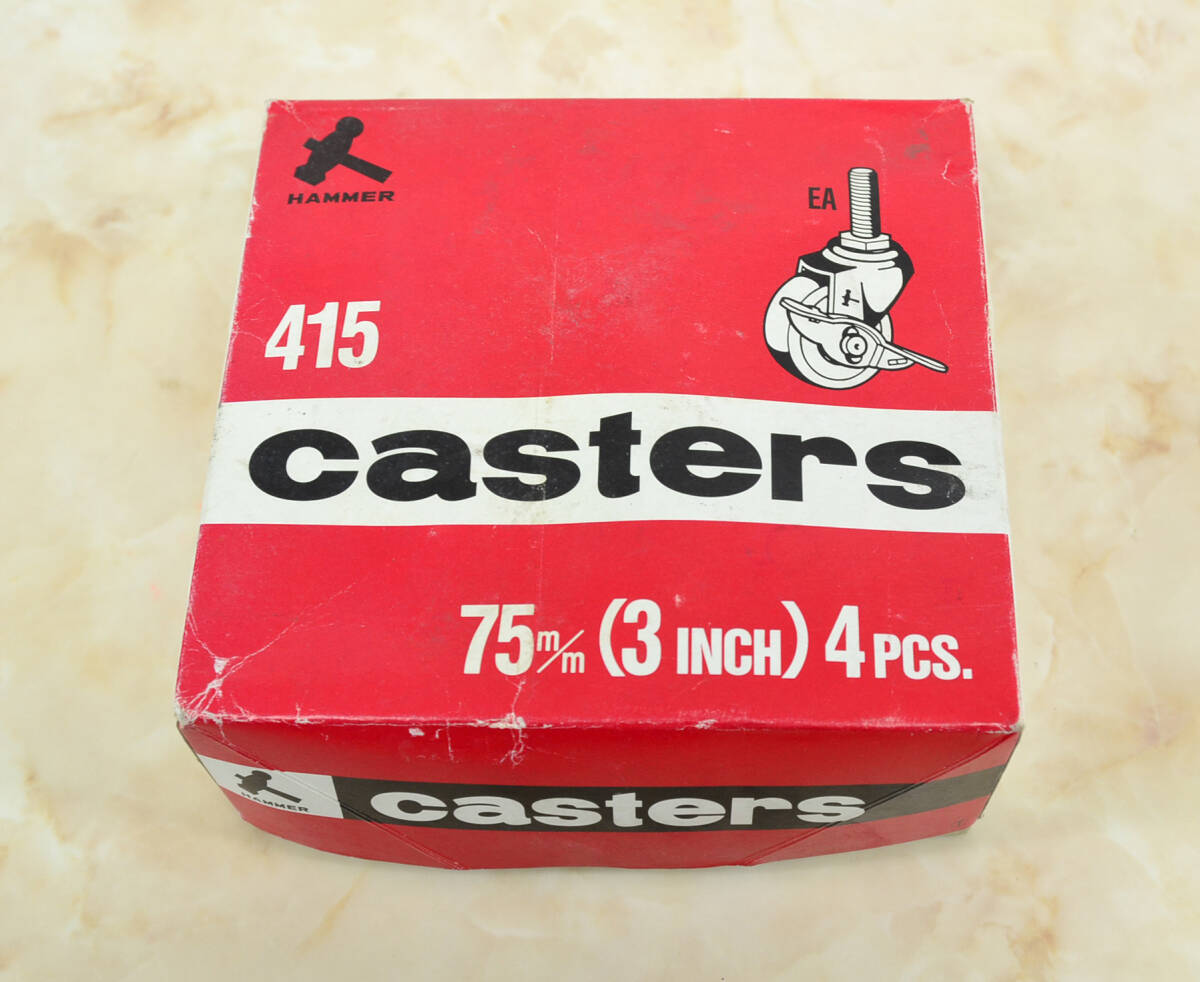 HAMMER
EA
415
casters
75m/m (3 INCH) 4 PCS.
HAMMER
casters